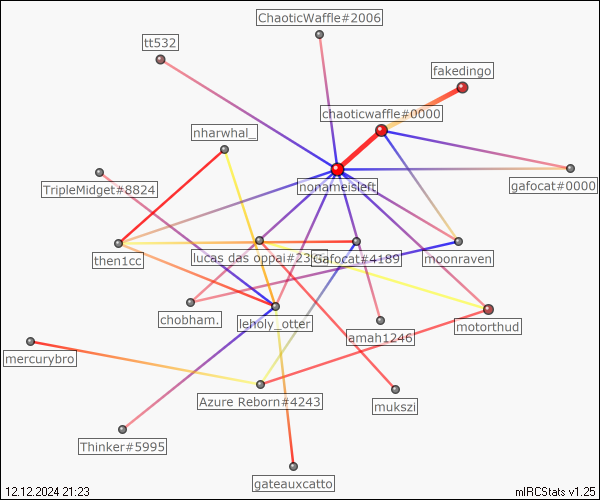 ChaoticWaffle#2006
tt532
fakedingo
chaoticwaffle#0000
nharwhal_
nonameisleft
gafocat#0000
TripleMidget#8824
then1cc
lucas das oppai#23
Gafocat#4189
moonraven
chobham.
leholy_otter
motorthud
amah1246
mercurybro
Azure Reborn#4243
mukszi
Thinker#5995
gateauxcatto
12.12.2024 21:23
mIRCStats v1.25